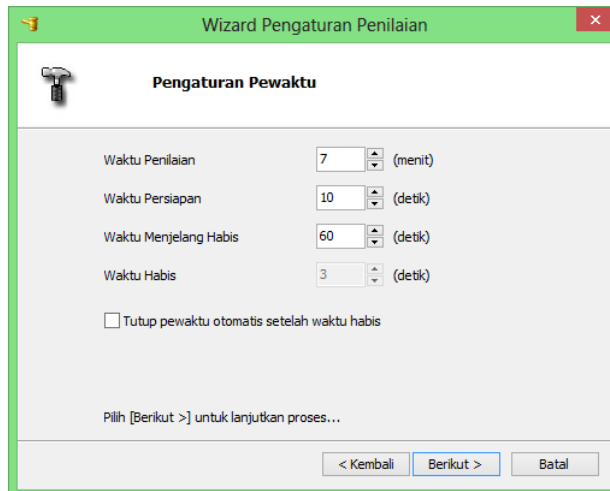 Wizard Pengaturan Penilaian
Pengaturan Pewaktu
Waktu Penilaian 7 (menit)
Waktu Persiapan 10 (detik)
Waktu Menjelang Habis 60 (detik)
Waktu Habis 3 (detik)
Tutup pewaktu otomatis setelah waktu habis
Pilih [Berikut >] untuk lanjutkan proses...
< Kembali Berikut > Batal